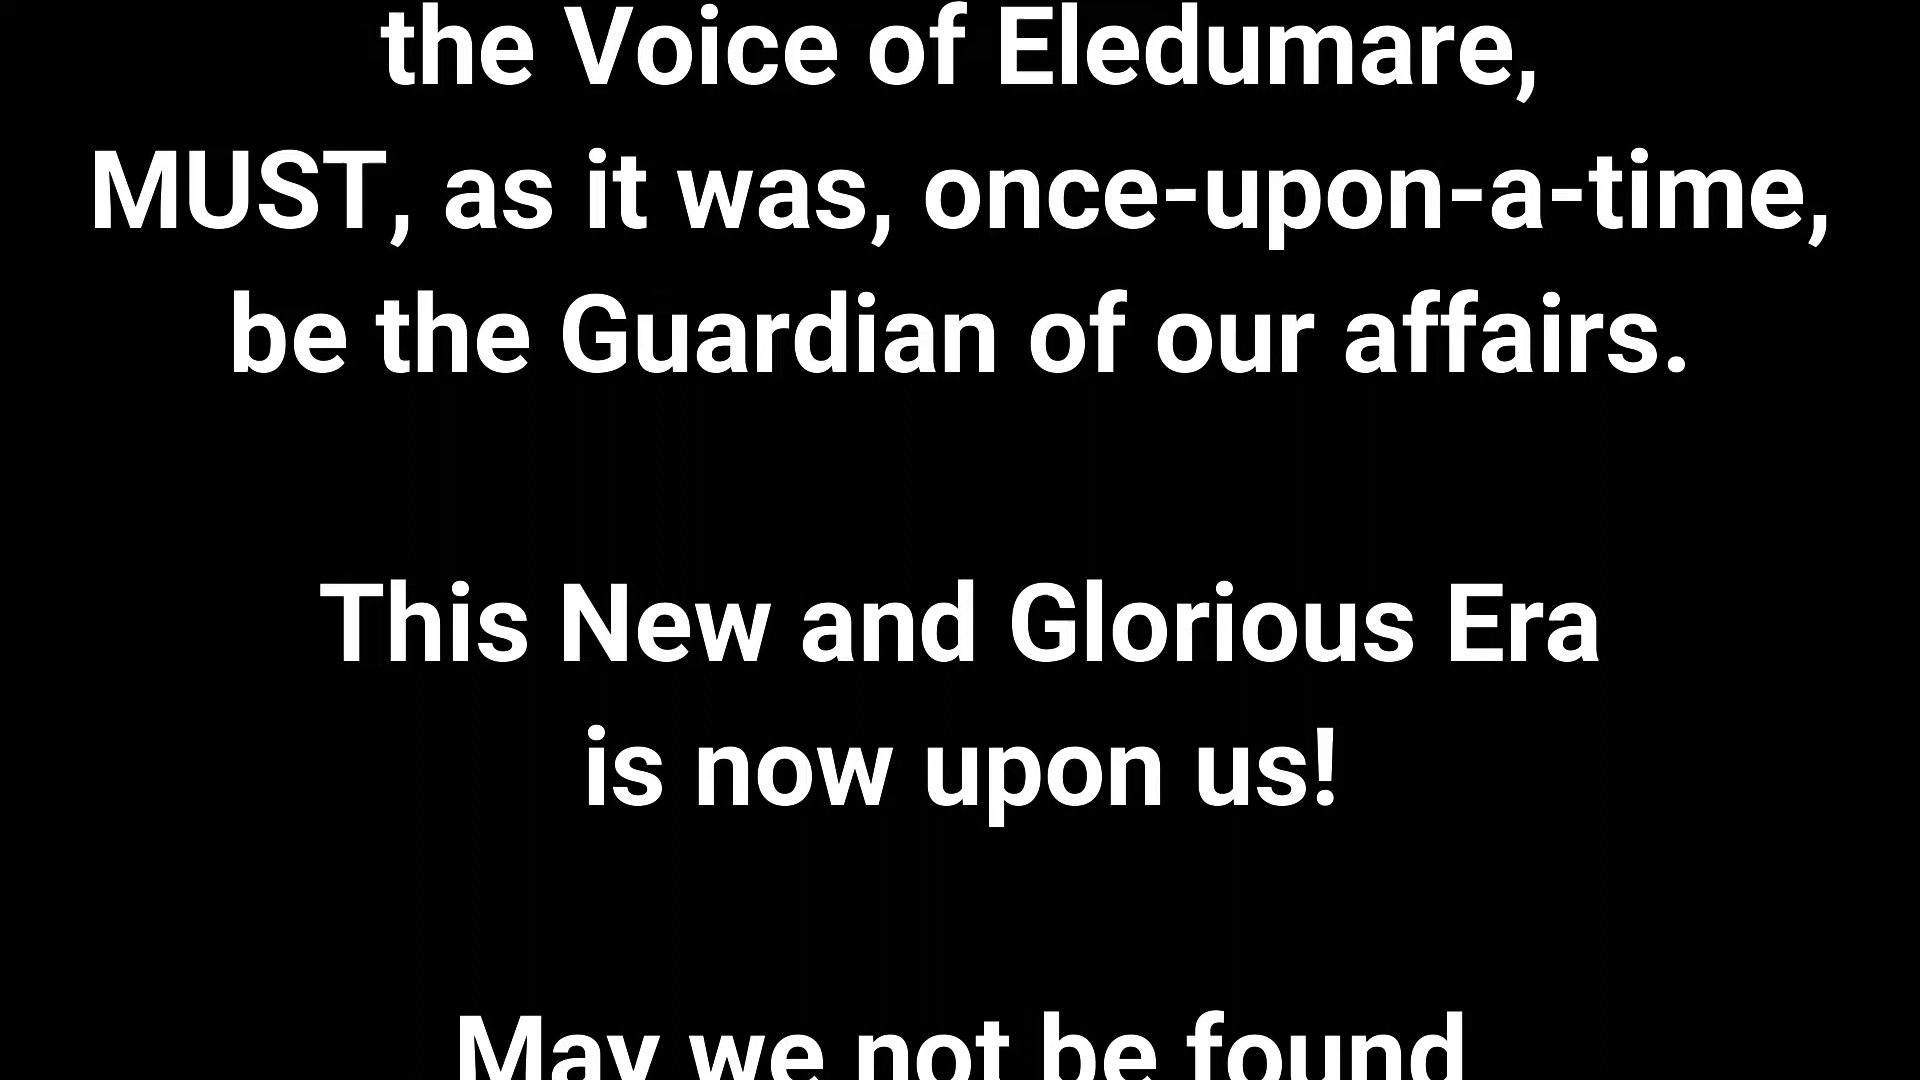 the Voice of Eledumare,
MUST, as it was, once-upon-a-time,
be the Guardian of our affairs.
This New and Glorious Era
is now upon us!
May we not be found